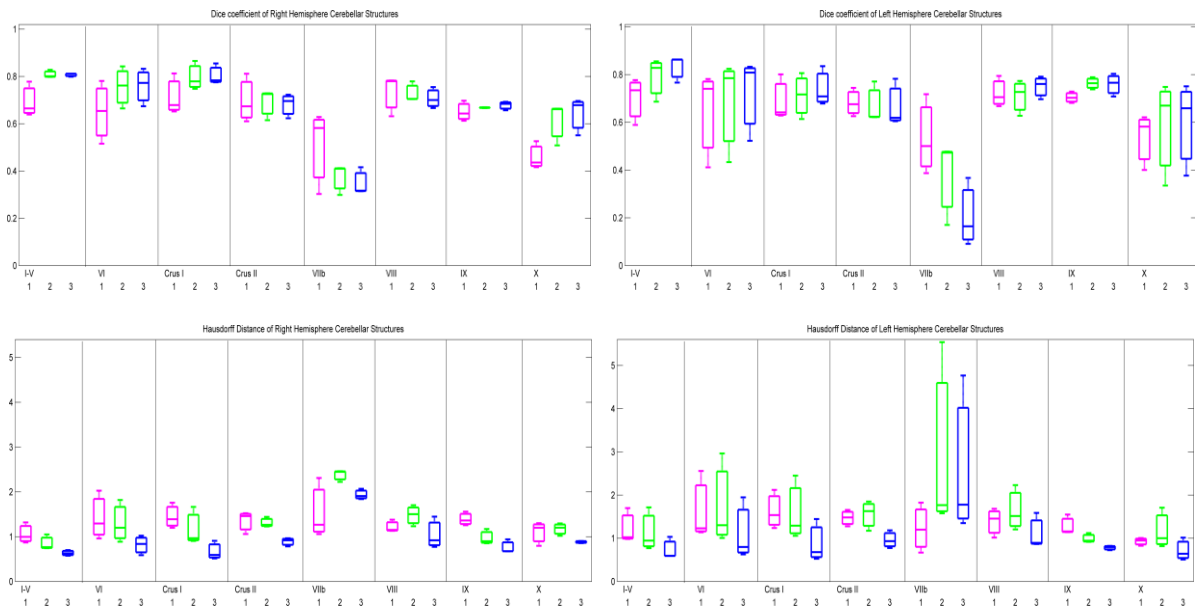 Dice coefficient of Right Hemisphere Cerebellar Structures
1
0.8
0.6
0.4
0.2
0
I-V VI Crus I Crus II VIIb VIII IX X
1 2 3 1 2 3 1 2 3 1 2 3 1 2 3 1 2 3 1 2 3 1 2 3
Dice coefficient of Left Hemisphere Cerebellar Structures
1
0.8
0.6
0.4
0.2
0
I-V VI Crus I Crus II VIIb VIII IX X
1 2 3 1 2 3 1 2 3 1 2 3 1 2 3 1 2 3 1 2 3 1 2 3
Hausdorff Distance of Right Hemisphere Cerebellar Structures
5
4
3
2
1
0
I-V VI Crus I Crus II VIIb VIII IX X
1 2 3 1 2 3 1 2 3 1 2 3 1 2 3 1 2 3 1 2 3 1 2 3
Hausdorff Distance of Left Hemisphere Cerebellar Structures
5
4
3
2
1
0
I-V VI Crus I Crus II VIIb VIII IX X
1 2 3 1 2 3 1 2 3 1 2 3 1 2 3 1 2 3 1 2 3 1 2 3